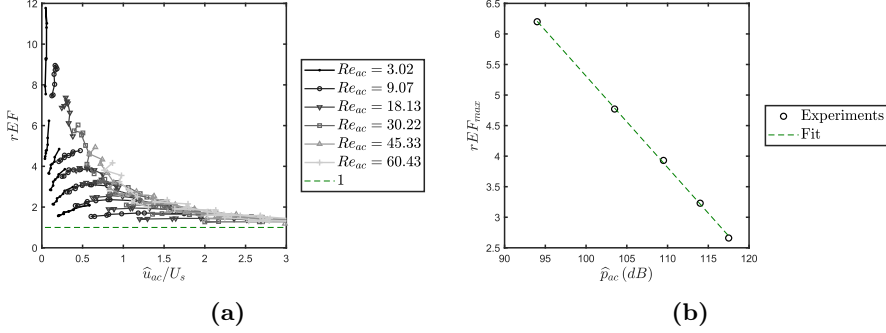 12
10
8
6
4
2
0
rEF
0
0.5
1
1.5
2
2.5
3
û_ac/U_s
Re_ac = 3.02
Re_ac = 9.07
Re_ac = 18.13
Re_ac = 30.22
Re_ac = 45.33
Re_ac = 60.43
1
(a)
6.5
6
5.5
5
4.5
4
3.5
3
2.5
rEF_max
90
95
100
105
110
115
120
p̂_ac (dB)
Experiments
Fit
(b)